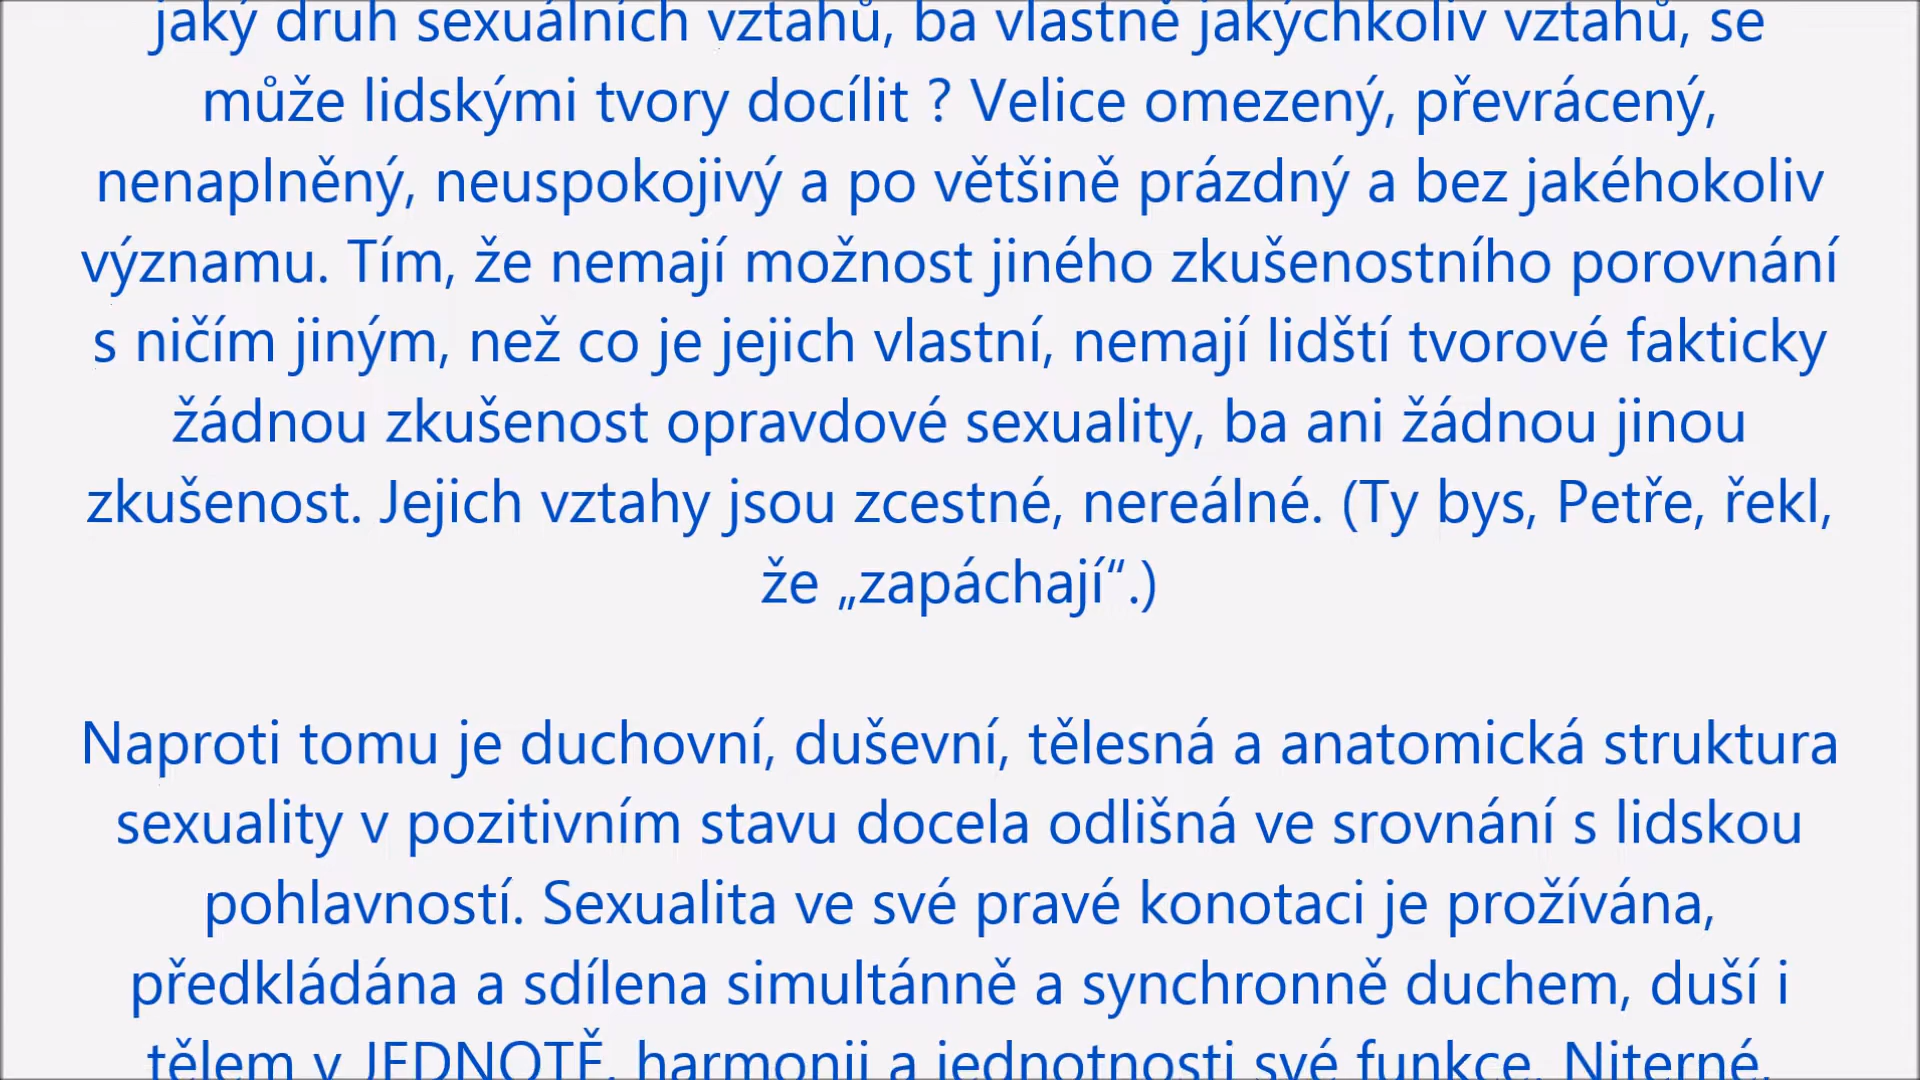 jaký druh sexuálních vztahů, ba vlastně jakýchkoliv vztahů, se
může lidskými tvory docílit ? Velice omezený, převrácený,
nenaplněný, neuspokojivý a po většině prázdný a bez jakéhokoliv
významu. Tím, že nemají možnost jiného zkušenostního porovnání
s ničím jiným, než co je jejich vlastní, nemají lidští tvorové fakticky
žádnou zkušenost opravdové sexuality, ba ani žádnou jinou
zkušenost. Jejich vztahy jsou zcestné, nereálné. (Ty bys, Petře, řekl,
že „zapáchají“.)
Naproti tomu je duchovní, duševní, tělesná a anatomická struktura
sexuality v pozitivním stavu docela odlišná ve srovnání s lidskou
pohlavností. Sexualita ve své pravé konotaci je prožívána,
předkládána a sdílena simultánně a synchronně duchem, duší i
tělem v JEDNOTĚ, harmonii a jednotnosti své funkce. Niterné,